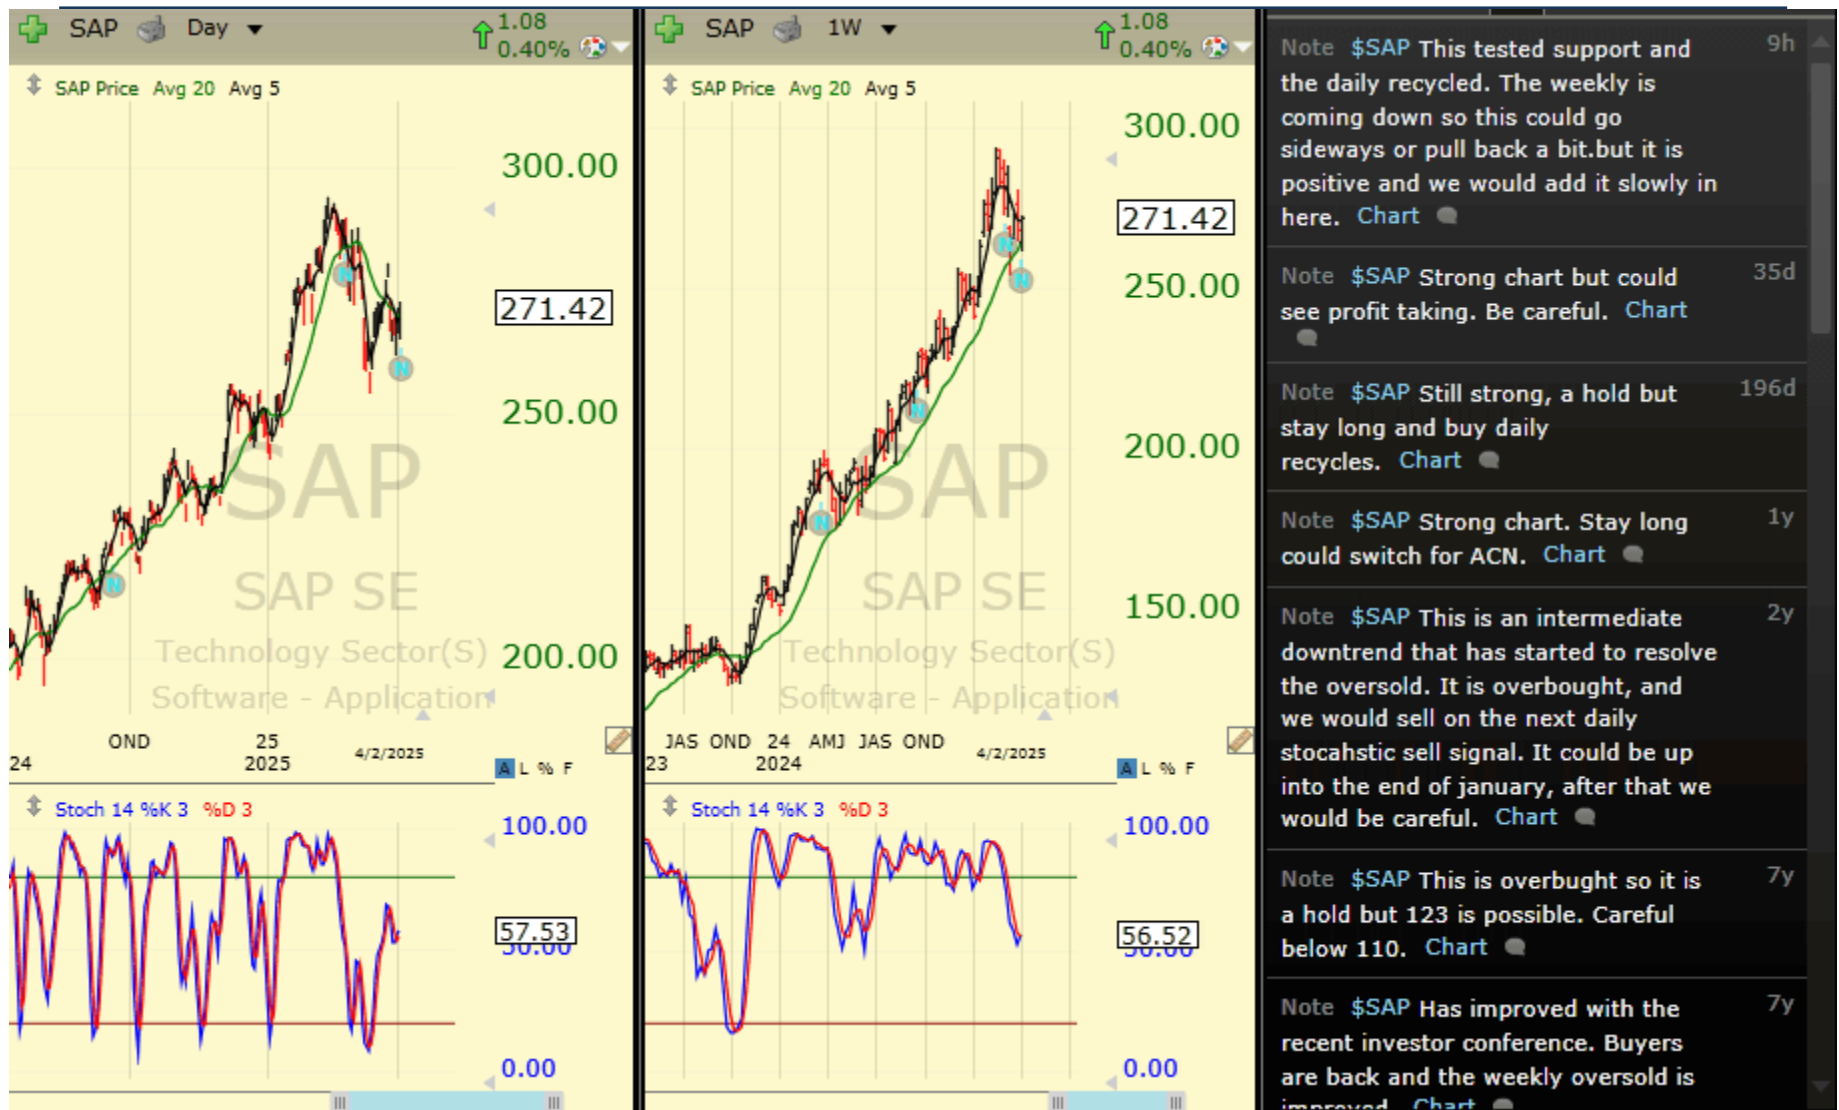 SAP Day 1.08
0.40%
SAP Price Avg 20 Avg 5
300.00
271.42
250.00
200.00
SAP
SAP SE
Technology Sector(S)
Software - Application
OND 25
24 2025 4/2/2025
A L % F
Stoch 14 %K 3 %D 3
100.00
57.53
50.00
0.00
N
N
N
SAP 1W 1.08
0.40%
SAP Price Avg 20 Avg 5
300.00
271.42
250.00
200.00
150.00
SAP
SAP SE
Technology Sector(S)
Software - Application
JAS OND 24 AMJ JAS OND
23 2024 4/2/2025
A L % F
Stoch 14 %K 3 %D 3
100.00
56.52
50.00
0.00
N
N
N
N
Note $SAP This tested support and 9h
the daily recycled. The weekly is
coming down so this could go
sideways or pull back a bit.but it is
positive and we would add it slowly in
here. Chart
Note $SAP Strong chart but could 35d
see profit taking. Be careful. Chart
Note $SAP Still strong, a hold but 196d
stay long and buy daily
recycles. Chart
Note $SAP Strong chart. Stay long 1y
could switch for ACN. Chart
Note $SAP This is an intermediate 2y
downtrend that has started to resolve
the oversold. It is overbought, and
we would sell on the next daily
stocahstic sell signal. It could be up
into the end of january, after that we
would be careful. Chart
Note $SAP This is overbught so it is 7y
a hold but 123 is possible. Careful
below 110. Chart
Note $SAP Has improved with the 7y
recent investor conference. Buyers
are back and the weekly oversold is
improved. Chart